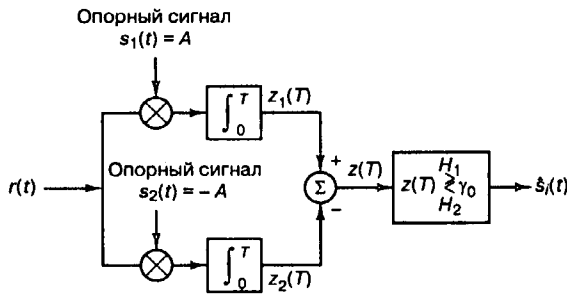 Опорный сигнал
s₁(t) = A
∫₀ᵀ
z₁(T)
r(t)
Опорный сигнал
s₂(t) = – A
+
Σ
–
z(T)
H₁
z(T) ≷ γ₀
H₂
ŝᵢ(t)
∫₀ᵀ
z₂(T)